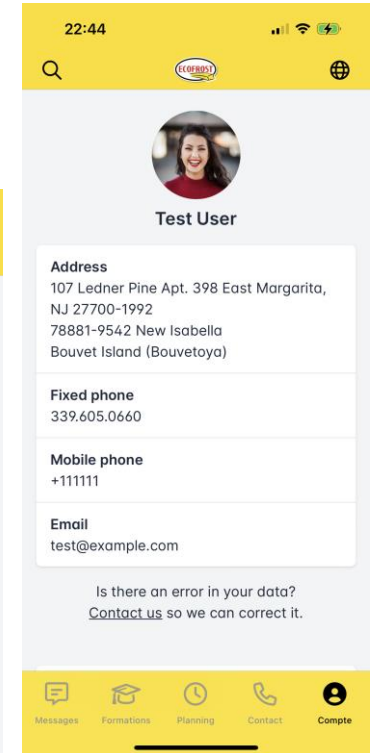 22:44
ECOFROST
Test User
Address
107 Ledner Pine Apt. 398 East Margarita,
NJ 27700-1992
78881-9542 New Isabella
Bouvet Island (Bouvetoya)
Fixed phone
339.605.0660
Mobile phone
+111111
Email
test@example.com
Is there an error in your data?
Contact us so we can correct it.
Messages Formations Planning Contact Compte